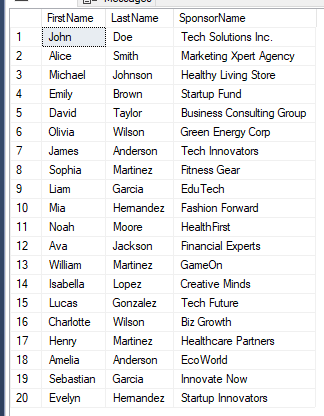 Messages
FirstName LastName SponsorName
1 John Doe Tech Solutions Inc.
2 Alice Smith Marketing Xpert Agency
3 Michael Johnson Healthy Living Store
4 Emily Brown Startup Fund
5 David Taylor Business Consulting Group
6 Olivia Wilson Green Energy Corp
7 James Anderson Tech Innovators
8 Sophia Martinez Fitness Gear
9 Liam Garcia EduTech
10 Mia Hernandez Fashion Forward
11 Noah Moore HealthFirst
12 Ava Jackson Financial Experts
13 William Martinez GameOn
14 Isabella Lopez Creative Minds
15 Lucas Gonzalez Tech Future
16 Charlotte Wilson Biz Growth
17 Henry Martinez Healthcare Partners
18 Amelia Anderson EcoWorld
19 Sebastian Garcia Innovate Now
20 Evelyn Hernandez Startup Innovators